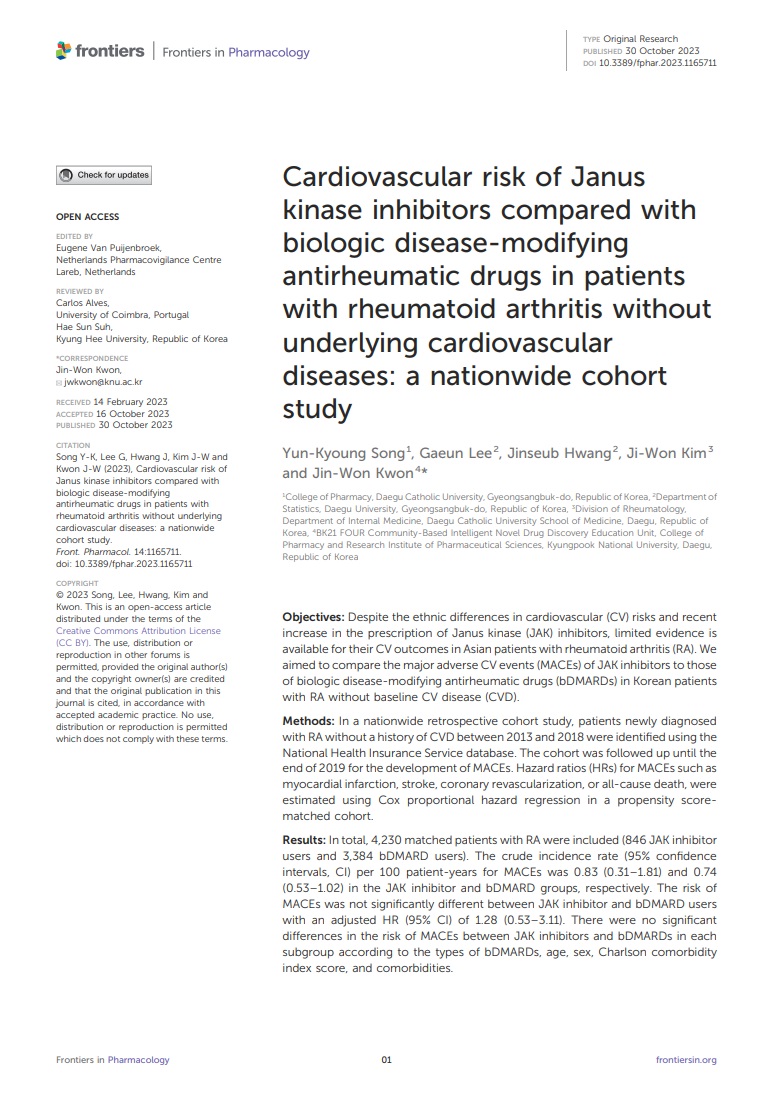 frontiers | Frontiers in Pharmacology
TYPE Original Research
PUBLISHED 30 October 2023
DOI 10.3389/fphar.2023.1165711
Check for updates
OPEN ACCESS
EDITED BY
Eugene Van Puijenbroek,
Netherlands Pharmacovigilance Centre
Lareb, Netherlands
REVIEWED BY
Carlos Alves,
University of Coimbra, Portugal
Hae Sun Suh,
Kyung Hee University, Republic of Korea
*CORRESPONDENCE
Jin-Won Kwon,
jwkwon@knu.ac.kr
RECEIVED 14 February 2023
ACCEPTED 16 October 2023
PUBLISHED 30 October 2023
CITATION
Song Y-K, Lee G, Hwang J, Kim J-W and
Kwon J-W (2023), Cardiovascular risk of
Janus kinase inhibitors compared with
biologic disease-modifying
antirheumatic drugs in patients with
rheumatoid arthritis without underlying
cardiovascular diseases: a nationwide
cohort study.
Front. Pharmacol. 14:1165711.
doi: 10.3389/fphar.2023.1165711
COPYRIGHT
© 2023 Song, Lee, Hwang, Kim and
Kwon. This is an open-access article
distributed under the terms of the
Creative Commons Attribution License
(CC BY). The use, distribution or
reproduction in other forums is
permitted, provided the original author(s)
and the copyright owner(s) are credited
and that the original publication in this
journal is cited, in accordance with
accepted academic practice. No use,
distribution or reproduction is permitted
which does not comply with these terms.
Cardiovascular risk of Janus
kinase inhibitors compared with
biologic disease-modifying
antirheumatic drugs in patients
with rheumatoid arthritis without
underlying cardiovascular
diseases: a nationwide cohort
study
Yun-Kyoung Song1, Gaeun Lee2, Jinseub Hwang2, Ji-Won Kim3
and Jin-Won Kwon4*
1College of Pharmacy, Daegu Catholic University, Gyeongsangbuk-do, Republic of Korea, 2Department of
Statistics, Daegu University, Gyeongsangbuk-do, Republic of Korea, 3Division of Rheumatology,
Department of Internal Medicine, Daegu Catholic University School of Medicine, Daegu, Republic of
Korea, 4BK21 FOUR Community-Based Intelligent Novel Drug Discovery Education Unit, College of
Pharmacy and Research Institute of Pharmaceutical Sciences, Kyungpook National University, Daegu,
Republic of Korea
Objectives: Despite the ethnic differences in cardiovascular (CV) risks and recent
increase in the prescription of Janus kinase (JAK) inhibitors, limited evidence is
available for their CV outcomes in Asian patients with rheumatoid arthritis (RA). We
aimed to compare the major adverse CV events (MACEs) of JAK inhibitors to those
of biologic disease-modifying antirheumatic drugs (bDMARDs) in Korean patients
with RA without baseline CV disease (CVD).
Methods: In a nationwide retrospective cohort study, patients newly diagnosed
with RA without a history of CVD between 2013 and 2018 were identified using the
National Health Insurance Service database. The cohort was followed up until the
end of 2019 for the development of MACEs. Hazard ratios (HRs) for MACEs such as
myocardial infarction, stroke, coronary revascularization, or all-cause death, were
estimated using Cox proportional hazard regression in a propensity score-
matched cohort.
Results: In total, 4,230 matched patients with RA were included (846 JAK inhibitor
users and 3,384 bDMARD users). The crude incidence rate (95% confidence
intervals, CI) per 100 patient-years for MACEs was 0.83 (0.31–1.81) and 0.74
(0.53–1.02) in the JAK inhibitor and bDMARD groups, respectively. The risk of
MACEs was not significantly different between JAK inhibitor and bDMARD users
with an adjusted HR (95% CI) of 1.28 (0.53–3.11). There were no significant
differences in the risk of MACEs between JAK inhibitors and bDMARDs in each
subgroup according to the types of bDMARDs, age, sex, Charlson comorbidity
index score, and comorbidities.
Frontiers in Pharmacology
01
frontiersin.org